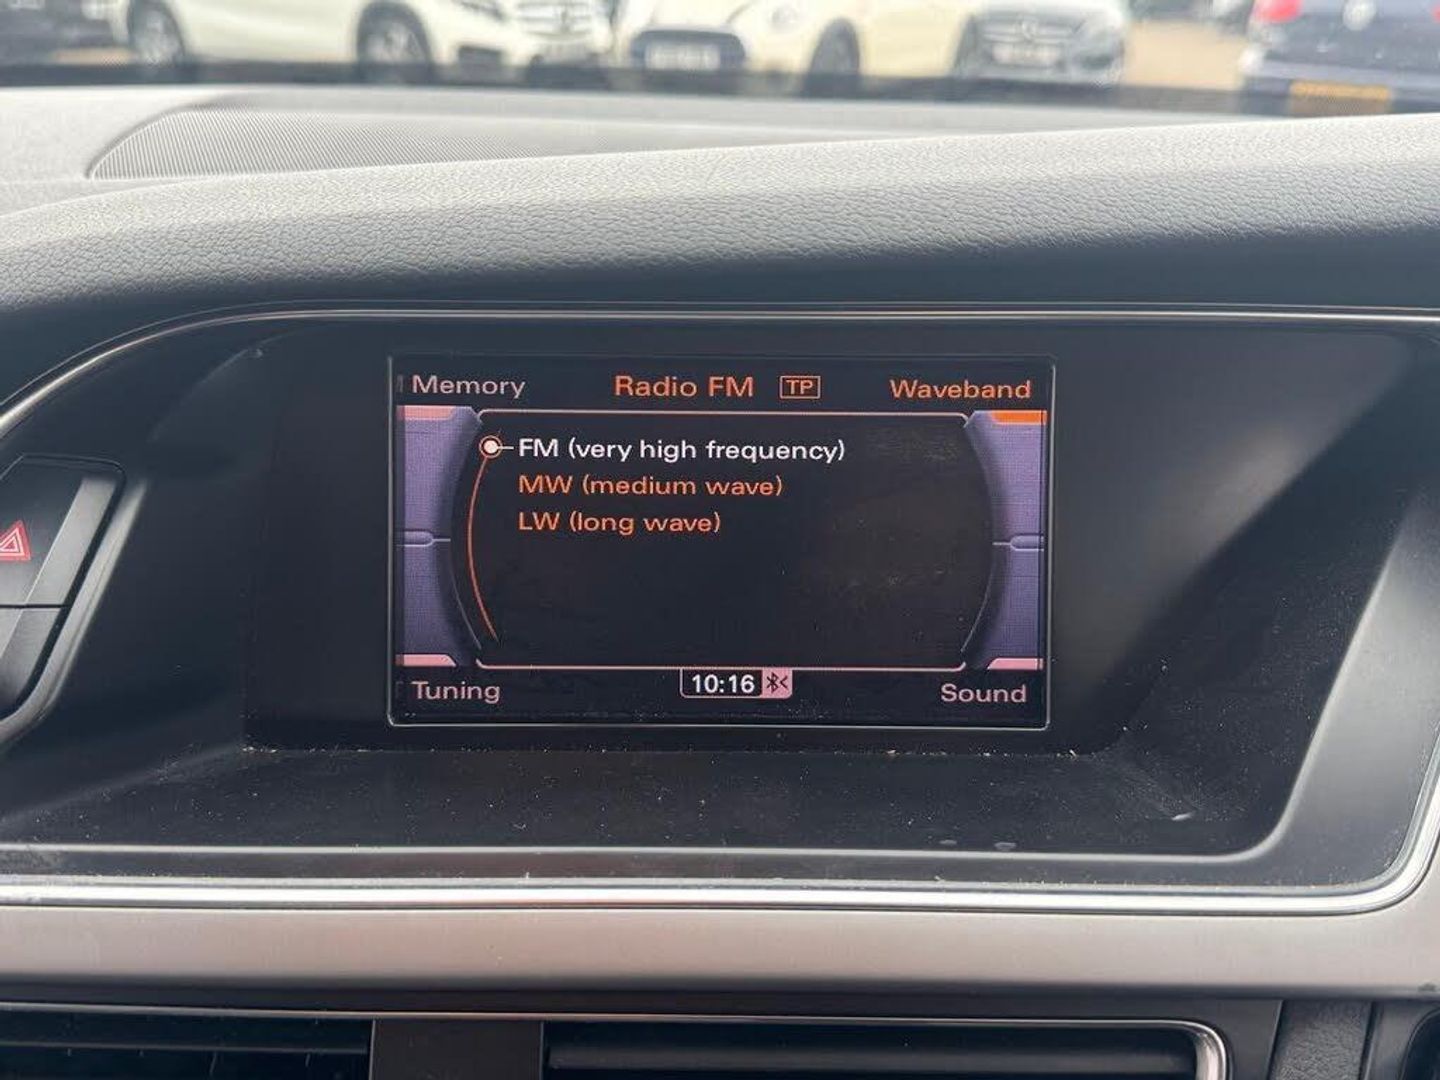 Memory Radio FM TP Waveband
FM (very high frequency)
MW (medium wave)
LW (long wave)
Tuning 10:16 Sound